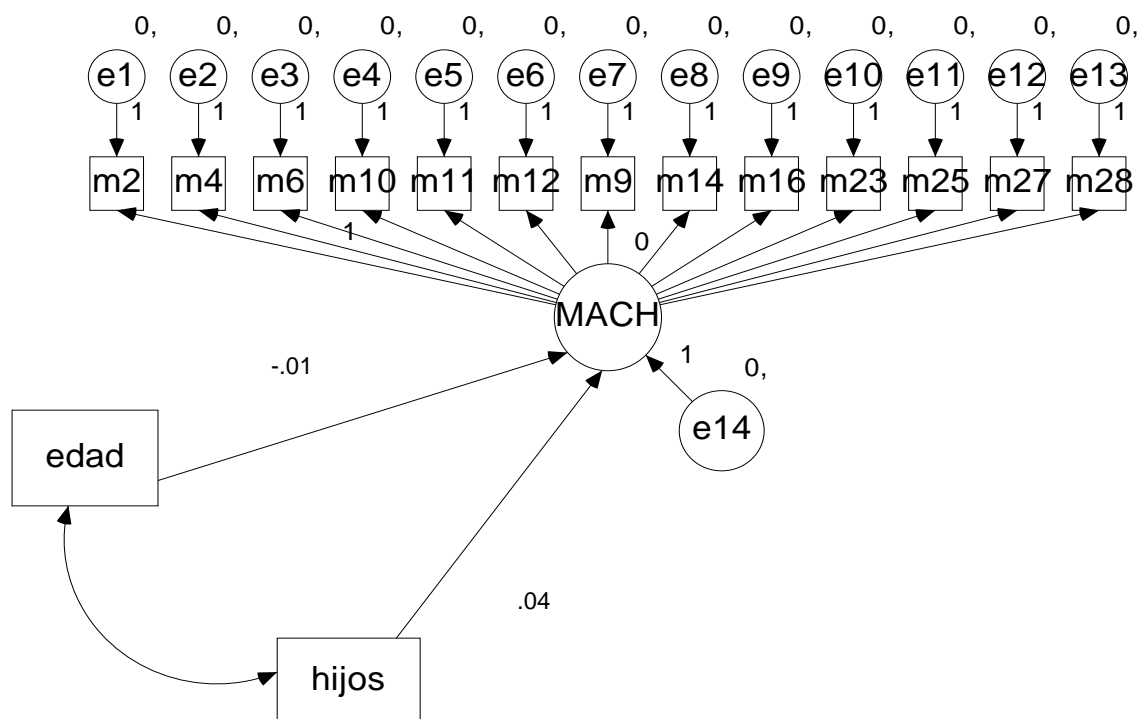 0, 0, 0, 0, 0, 0, 0, 0, 0, 0, 0, 0, 0,
e1 e2 e3 e4 e5 e6 e7 e8 e9 e10 e11 e12 e13
1 1 1 1 1 1 1 1 1 1 1 1 1
m2 m4 m6 m10 m11 m12 m9 m14 m16 m23 m25 m27 m28
1 0
MACH
1
-.01 0,
e14
edad
.04
hijos